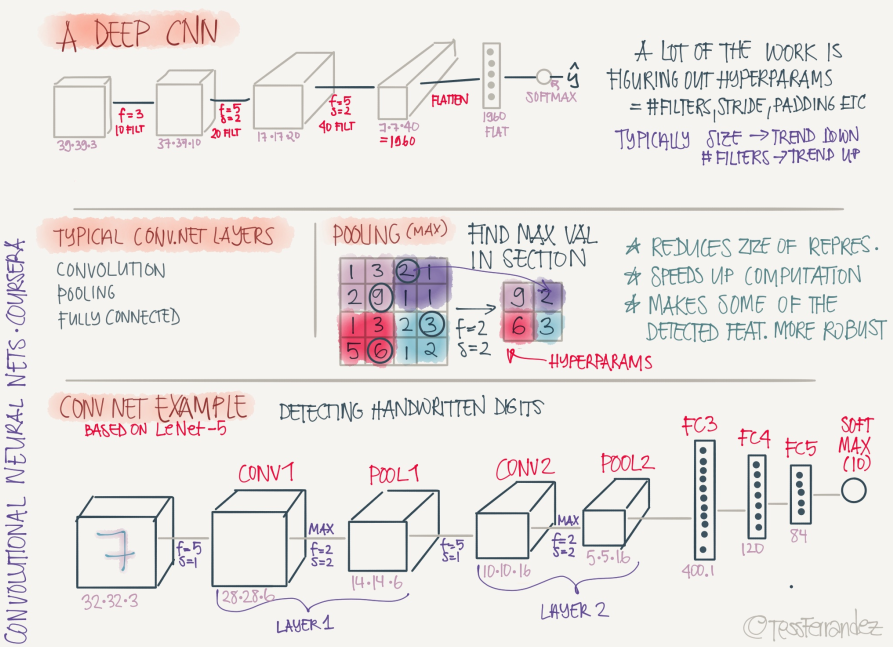 A DEEP CNN
39·39·3
f=3
10 FILT
37·37·10
f=5
s=2
20 FILT
17·17·20
f=5
s=2
40 FILT
7·7·40
=1960
FLATTEN
1960
FLAT
SOFTMAX
ŷ
A LOT OF THE WORK IS
FIGURING OUT HYPERPARAMS
= #FILTERS, STRIDE, PADDING ETC
TYPICALLY SIZE → TREND DOWN
# FILTERS → TREND UP
CONVOLUTIONAL NEURAL NETS · COURSERA
TYPICAL CONV.NET LAYERS
CONVOLUTION
POOLING
FULLY CONNECTED
POOLING (MAX)
FIND MAX VAL
IN SECTION
1 3 2 1
2 9 1 1
1 3 2 3
5 6 1 2
f=2
s=2
9 2
6 3
HYPERPARAMS
☆ REDUCES ZIZE OF REPRES.
☆ SPEEDS UP COMPUTATION
☆ MAKES SOME OF THE
DETECTED FEAT. MORE ROBUST
CONV NET EXAMPLE
BASED ON LeNet-5
DETECTING HANDWRITTEN DIGITS
7
32·32·3
f=5
s=1
CONV1
28·28·6
MAX
f=2
s=2
POOL1
14·14·6
LAYER 1
f=5
s=1
CONV2
10·10·16
MAX
f=2
s=2
POOL2
5·5·16
LAYER 2
FC3
400.1
FC4
120
FC5
84
SOFT
MAX
(10)
©TessFerrandez